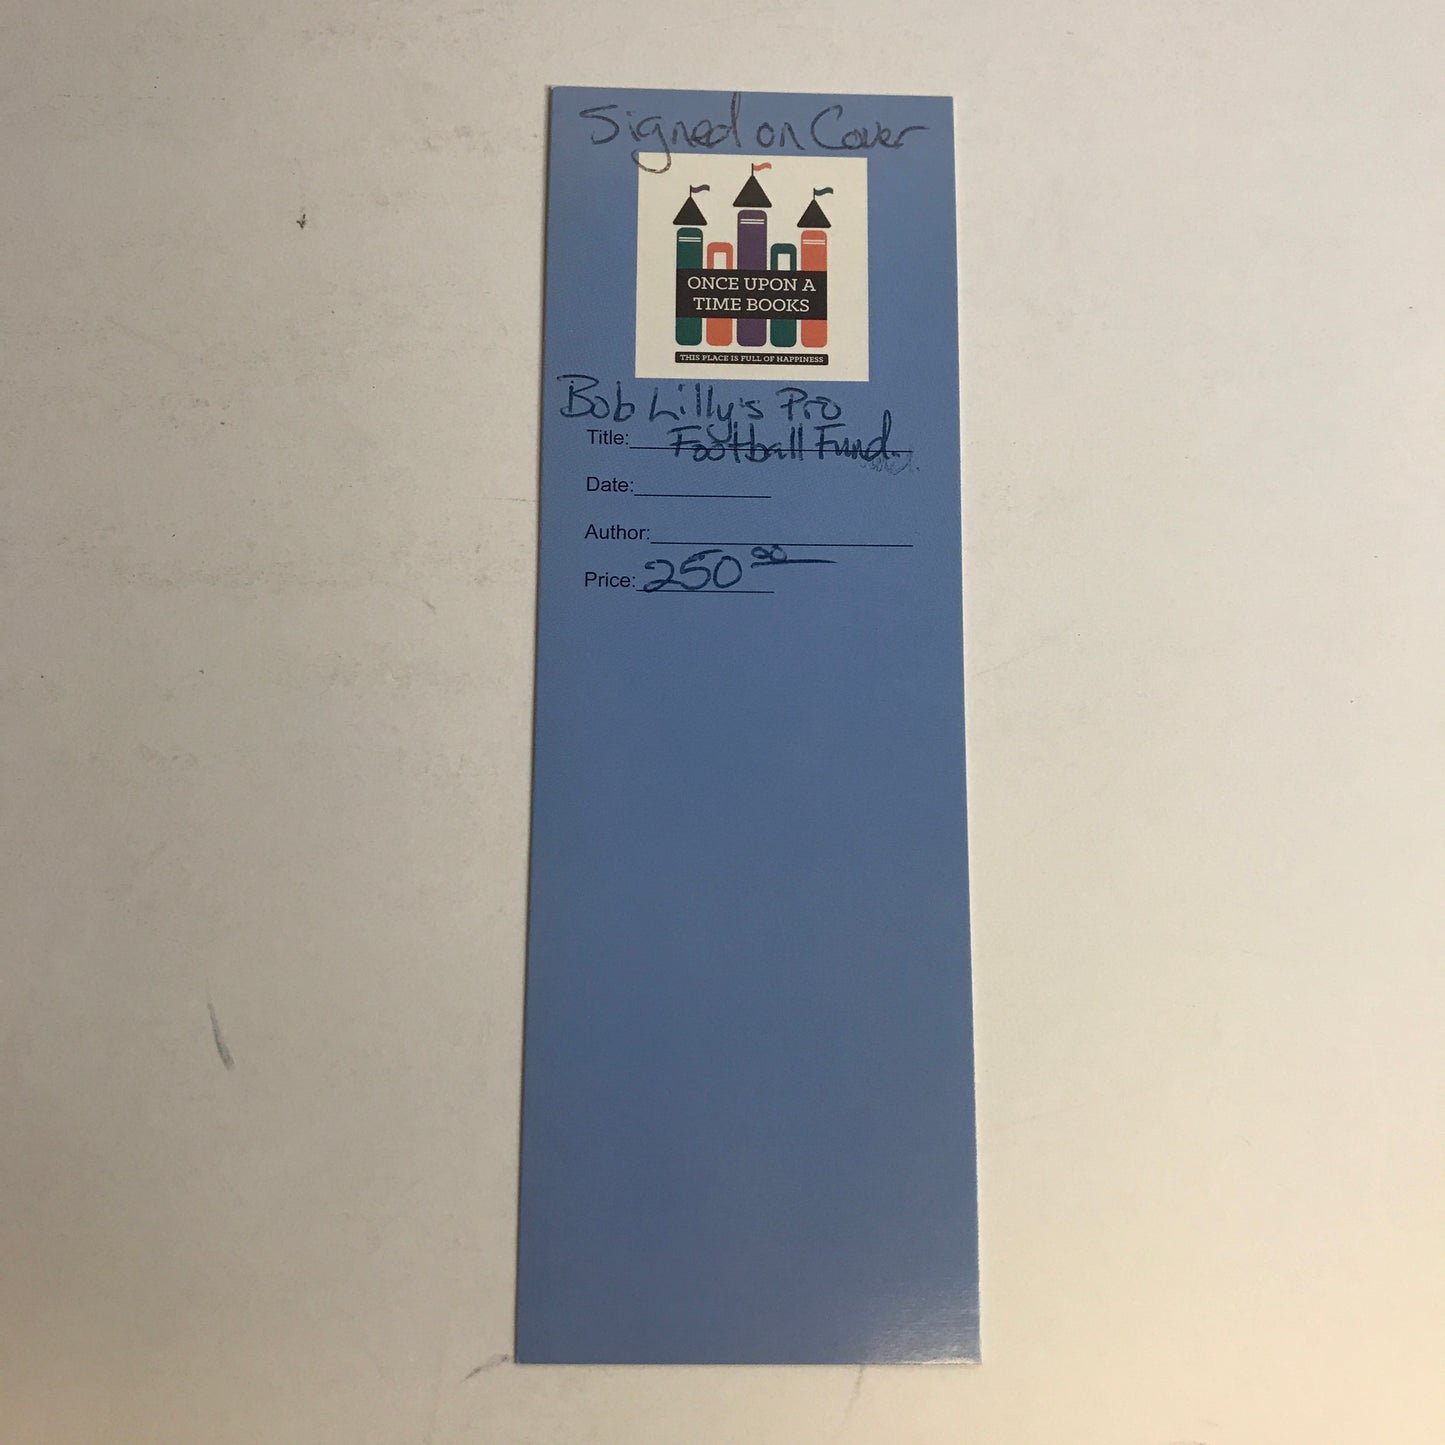 Signed on Cover
ONCE UPON A
TIME BOOKS
THIS PLACE IS FULL OF HAPPINESS
Bob Lilly's Pro
Title: Football Fund.
Date:
Author:
Price: 250.00